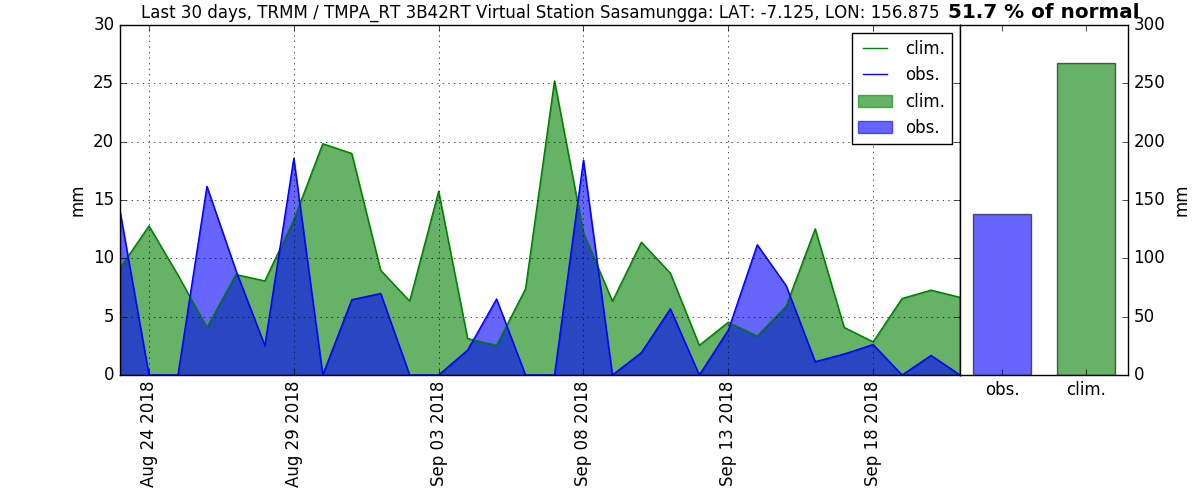 Last 30 days, TRMM / TMPA_RT 3B42RT Virtual Station Sasamungga: LAT: -7.125, LON: 156.875 51.7 % of normal
30
25
20
15
10
5
0
mm
clim.
obs.
clim.
obs.
Aug 24 2018
Aug 29 2018
Sep 03 2018
Sep 08 2018
Sep 13 2018
Sep 18 2018
300
250
200
150
100
50
0
mm
obs. clim.